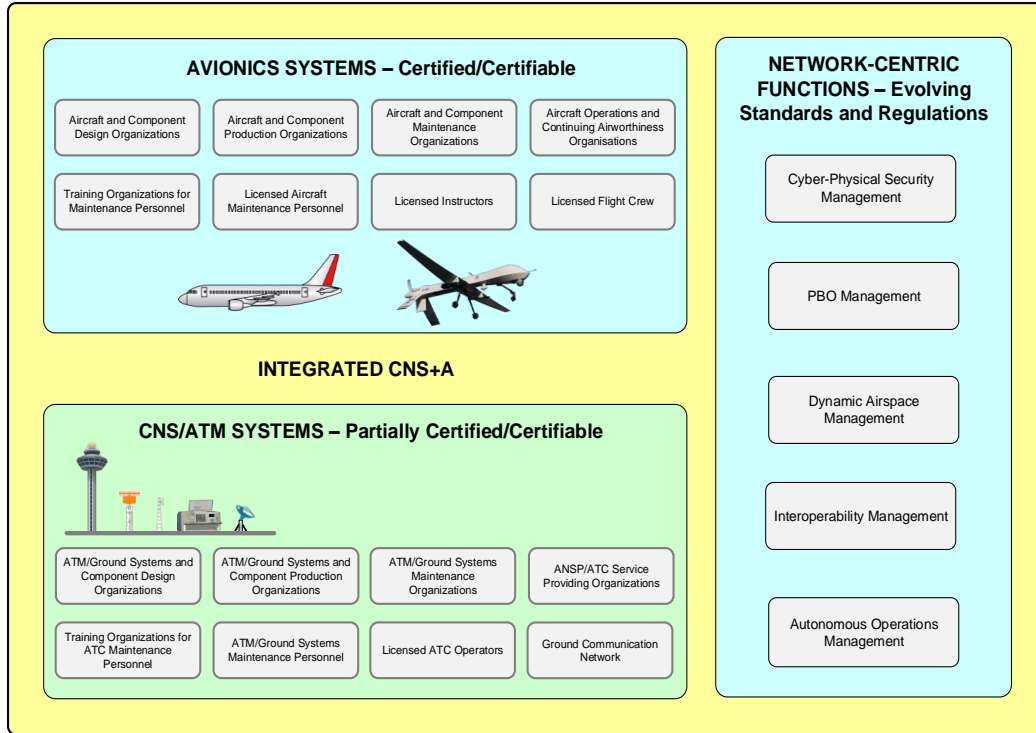 AVIONICS SYSTEMS – Certified/Certifiable
Aircraft and Component
Design Organizations
Aircraft and Component
Production Organizations
Aircraft and Component
Maintenance
Organizations
Aircraft Operations and
Continuing Airworthiness
Organisations
Training Organizations for
Maintenance Personnel
Licensed Aircraft
Maintenance Personnel
Licensed Instructors
Licensed Flight Crew
INTEGRATED CNS+A
CNS/ATM SYSTEMS – Partially Certified/Certifiable
ATM/Ground Systems and
Component Design
Organizations
ATM/Ground Systems and
Component Production
Organizations
ATM/Ground Systems
Maintenance
Organizations
ANSP/ATC Service
Providing Organizations
Training Organizations for
ATC Maintenance
Personnel
ATM/Ground Systems
Maintenance Personnel
Licensed ATC Operators
Ground Communication
Network
NETWORK-CENTRIC
FUNCTIONS – Evolving
Standards and Regulations
Cyber-Physical Security
Management
PBO Management
Dynamic Airspace
Management
Interoperability Management
Autonomous Operations
Management